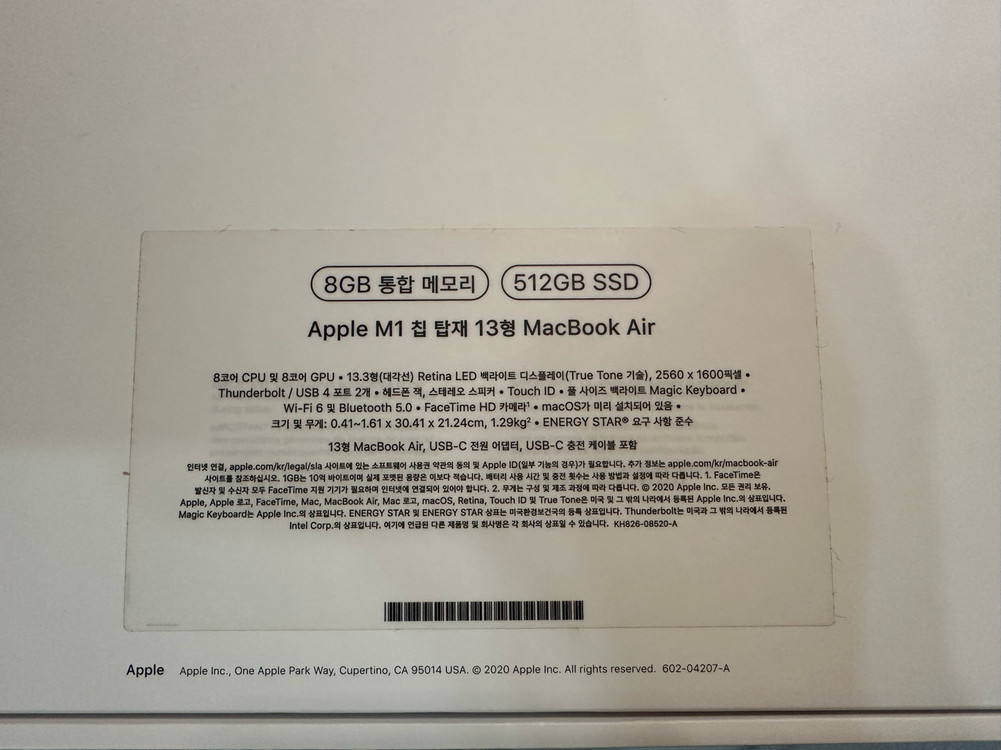 8GB 통합 메모리 512GB SSD
Apple M1 칩 탑재 13형 MacBook Air
8코어 CPU 및 8코어 GPU • 13.3형(대각선) Retina LED 백라이트 디스플레이(True Tone 기술), 2560 x 1600픽셀 •
Thunderbolt / USB 4 포트 2개 • 헤드폰 잭, 스테레오 스피커 • Touch ID • 풀 사이즈 백라이트 Magic Keyboard •
Wi-Fi 6 및 Bluetooth 5.0 • FaceTime HD 카메라¹ • macOS가 미리 설치되어 있음 •
크기 및 무게: 0.41~1.61 x 30.41 x 21.24cm, 1.29kg² • ENERGY STAR® 요구 사항 준수
13형 MacBook Air, USB-C 전원 어댑터, USB-C 충전 케이블 포함
인터넷 연결, apple.com/kr/legal/sla 사이트에 있는 소프트웨어 사용권 약관의 동의 및 Apple ID(일부 기능의 경우)가 필요합니다. 추가 정보는 apple.com/kr/macbook-air
사이트를 참조하십시오. 1GB는 10억 바이트이며 실제 포맷된 용량은 이보다 적습니다. 배터리 사용 시간 및 충전 횟수는 사용 방법과 설정에 따라 다릅니다. 1. FaceTime은
발신자 및 수신자 모두 FaceTime 지원 기기가 필요하며 인터넷에 연결되어 있어야 합니다. 2. 무게는 구성 및 제조 과정에 따라 다릅니다. © 2020 Apple Inc. 모든 권리 보유.
Apple, Apple 로고, FaceTime, Mac, MacBook Air, Mac 로고, macOS, Retina, Touch ID 및 True Tone은 미국 및 그 밖의 나라에서 등록된 Apple Inc.의 상표입니다.
Magic Keyboard는 Apple Inc.의 상표입니다. ENERGY STAR 및 ENERGY STAR 상표는 미국환경보건국의 등록 상표입니다. Thunderbolt는 미국과 그 밖의 나라에서 등록된
Intel Corp.의 상표입니다. 여기에 언급된 다른 제품명 및 회사명은 각 회사의 상표일 수 있습니다. KH826-08520-A
Apple Apple Inc., One Apple Park Way, Cupertino, CA 95014 USA. © 2020 Apple Inc. All rights reserved. 602-04207-A